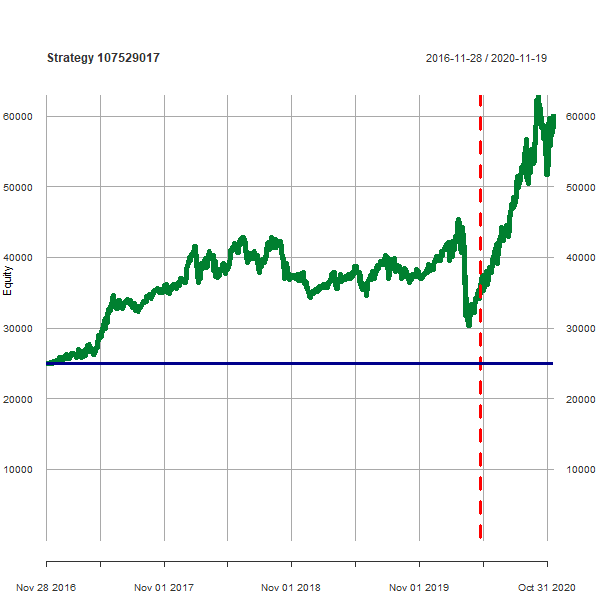 Strategy 107529017
2016-11-28 / 2020-11-19
60000
60000
50000
50000
40000
40000
Equity
30000
30000
20000
20000
10000
10000
Nov 28 2016
Nov 01 2017
Nov 01 2018
Nov 01 2019
Oct 31 2020